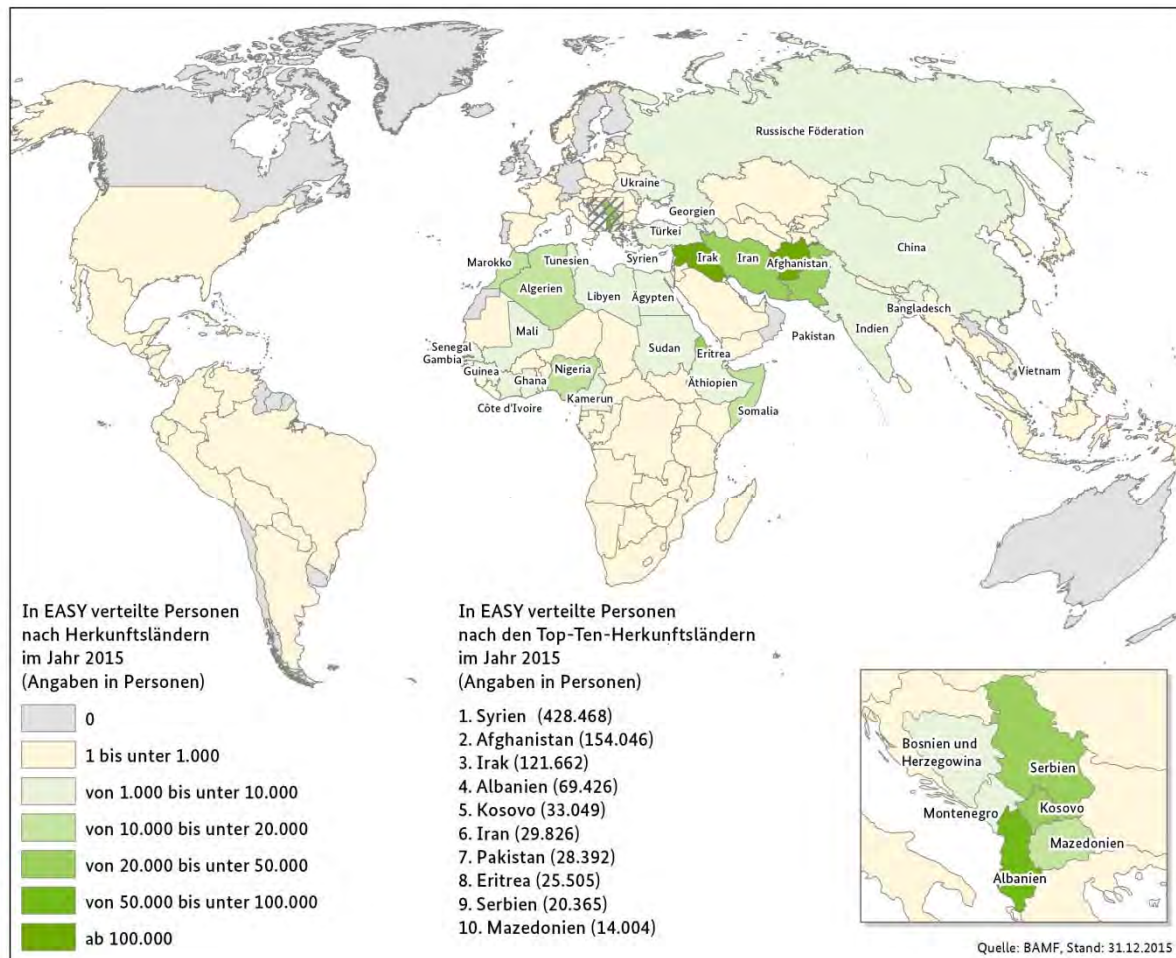 Russische Föderation
Ukraine
Georgien
Türkei
China
Marokko
Tunesien
Syrien
Irak
Iran
Afghanistan
Algerien
Libyen
Ägypten
Bangladesch
Mali
Pakistan
Indien
Senegal
Gambia
Sudan
Eritrea
Guinea
Nigeria
Vietnam
Ghana
Äthiopien
Kamerun
Côte d'Ivoire
Somalia
In EASY verteilte Personen
nach Herkunftsländern
im Jahr 2015
(Angaben in Personen)
0
1 bis unter 1.000
von 1.000 bis unter 10.000
von 10.000 bis unter 20.000
von 20.000 bis unter 50.000
von 50.000 bis unter 100.000
ab 100.000
In EASY verteilte Personen
nach den Top-Ten-Herkunftsländern
im Jahr 2015
(Angaben in Personen)
1. Syrien (428.468)
2. Afghanistan (154.046)
3. Irak (121.662)
4. Albanien (69.426)
5. Kosovo (33.049)
6. Iran (29.826)
7. Pakistan (28.392)
8. Eritrea (25.505)
9. Serbien (20.365)
10. Mazedonien (14.004)
Bosnien und
Herzegowina
Serbien
Montenegro
Kosovo
Mazedonien
Albanien
Quelle: BAMF, Stand: 31.12.2015